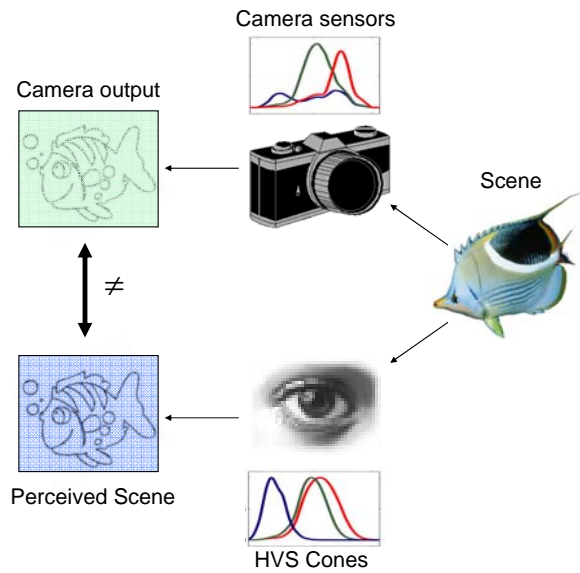 Camera sensors
Camera output
Scene
≠
Perceived Scene
HVS Cones